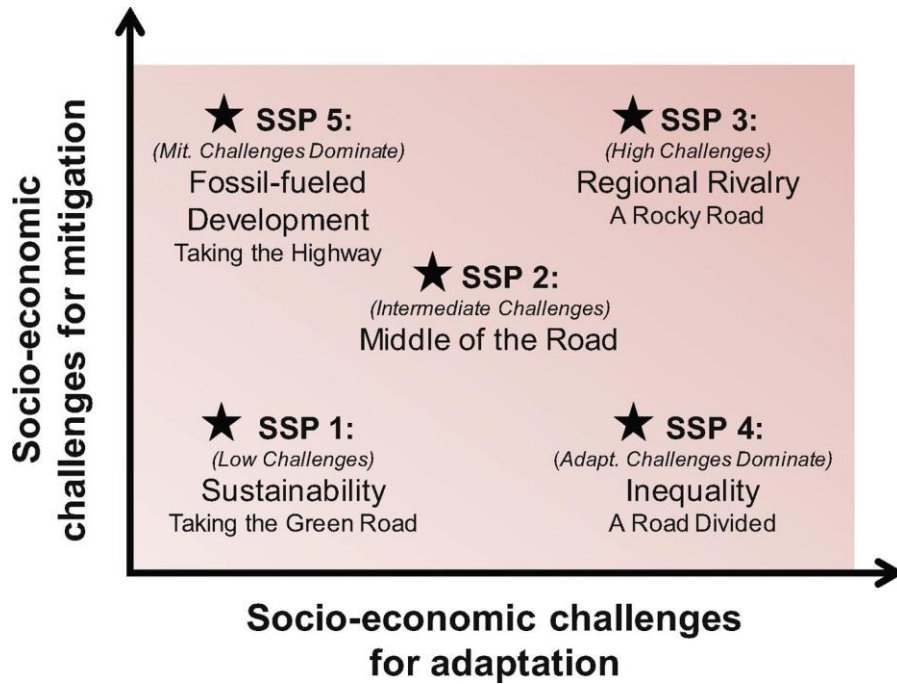 Socio-economic
challenges for mitigation
SSP 5:
(Mit. Challenges Dominate)
Fossil-fueled
Development
Taking the Highway
SSP 3:
(High Challenges)
Regional Rivalry
A Rocky Road
SSP 2:
(Intermediate Challenges)
Middle of the Road
SSP 1:
(Low Challenges)
Sustainability
Taking the Green Road
SSP 4:
(Adapt. Challenges Dominate)
Inequality
A Road Divided
Socio-economic challenges
for adaptation